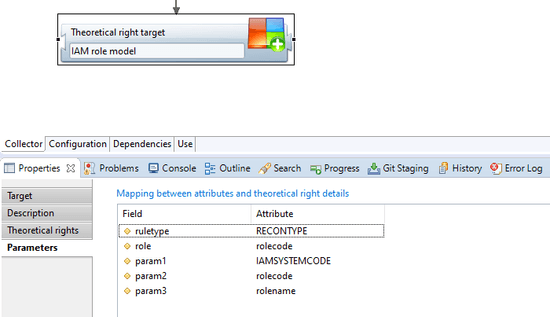 Theoretical right target
IAM role model
Collector Configuration Dependencies Use
Properties Problems Console Outline Search Progress Git Staging History Error Log
Target
Description
Theoretical rights
Parameters
Mapping between attributes and theoretical right details
Field Attribute
ruletype RECONTYPE
role rolecode
param1 IAMSYSTEMCODE
param2 rolecode
param3 rolename